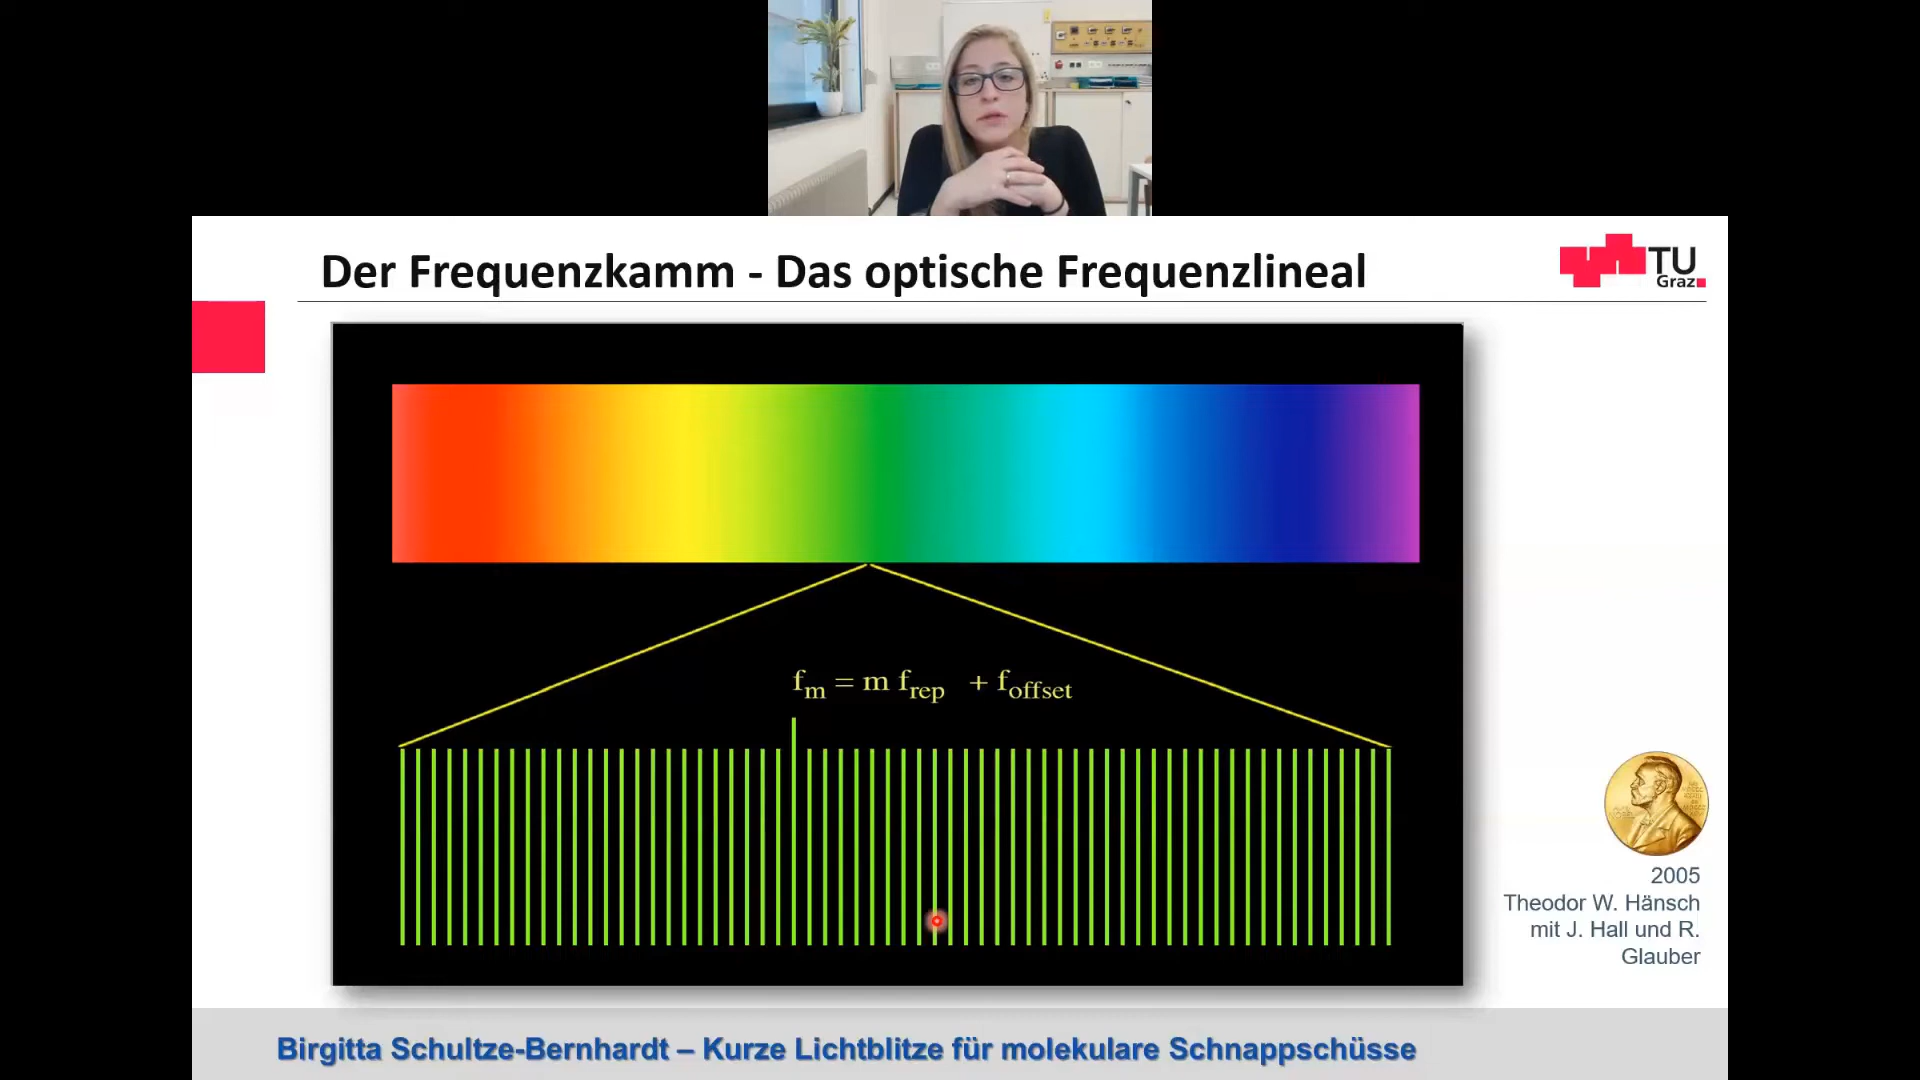 Der Frequenzkamm - Das optische Frequenzlineal
TU
Graz
fm = m frep + foffset
2005
Theodor W. Hänsch
mit J. Hall und R.
Glauber
Birgitta Schultze-Bernhardt – Kurze Lichtblitze für molekulare Schnappschüsse